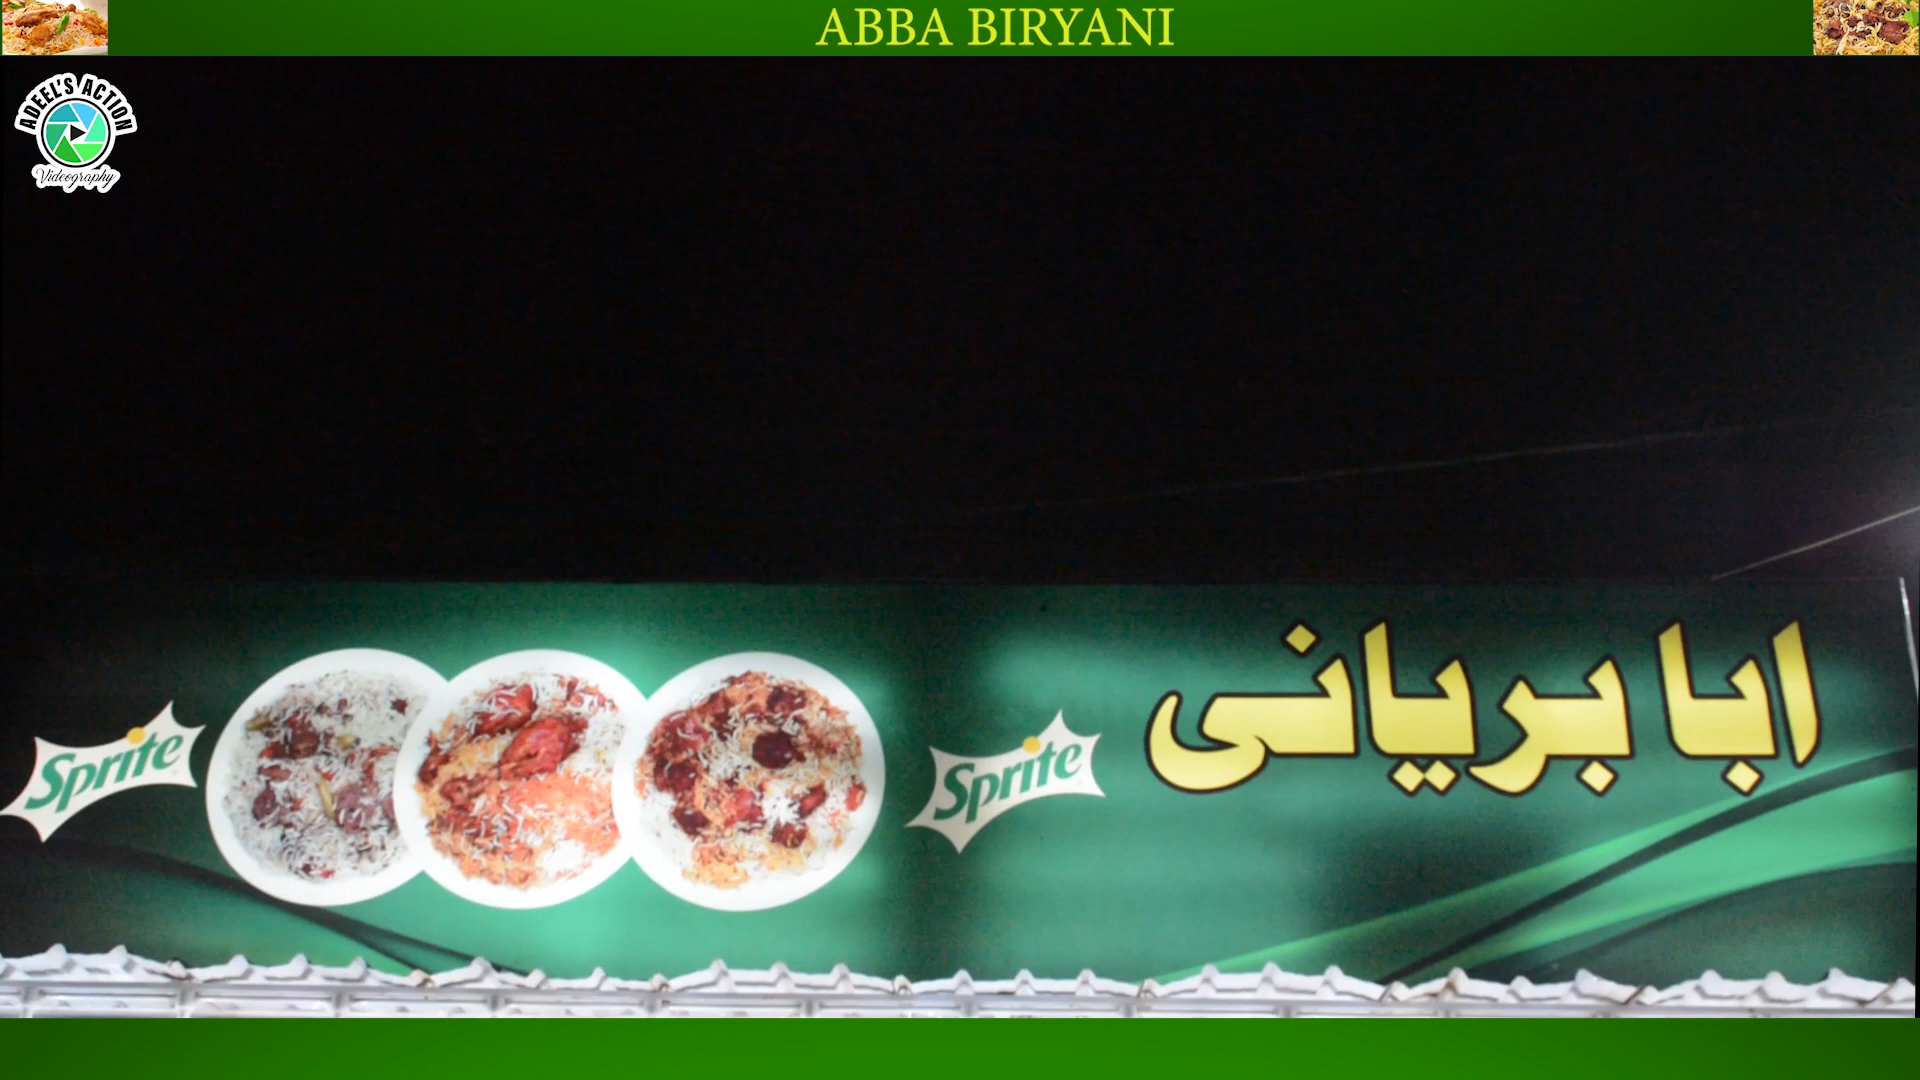 ABBA BIRYANI
ADEEL'S ACTION
Videography
Sprite
Sprite
ابا بریانی